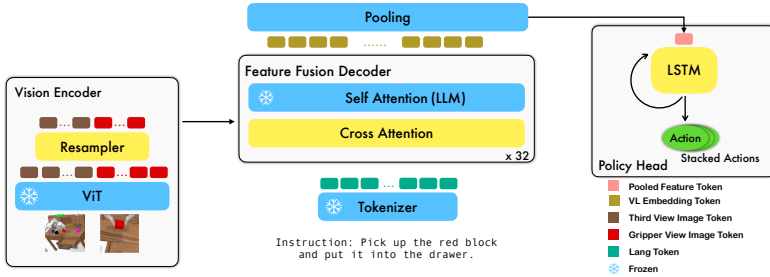 Pooling
......
Vision Encoder
... ...
Resampler
... ...
ViT
Feature Fusion Decoder
Self Attention (LLM)
Cross Attention
x 32
...
Tokenizer
Instruction: Pick up the red block
and put it into the drawer.
LSTM
Action
Stacked Actions
Policy Head
Pooled Feature Token
VL Embedding Token
Third View Image Token
Gripper View Image Token
Lang Token
Frozen